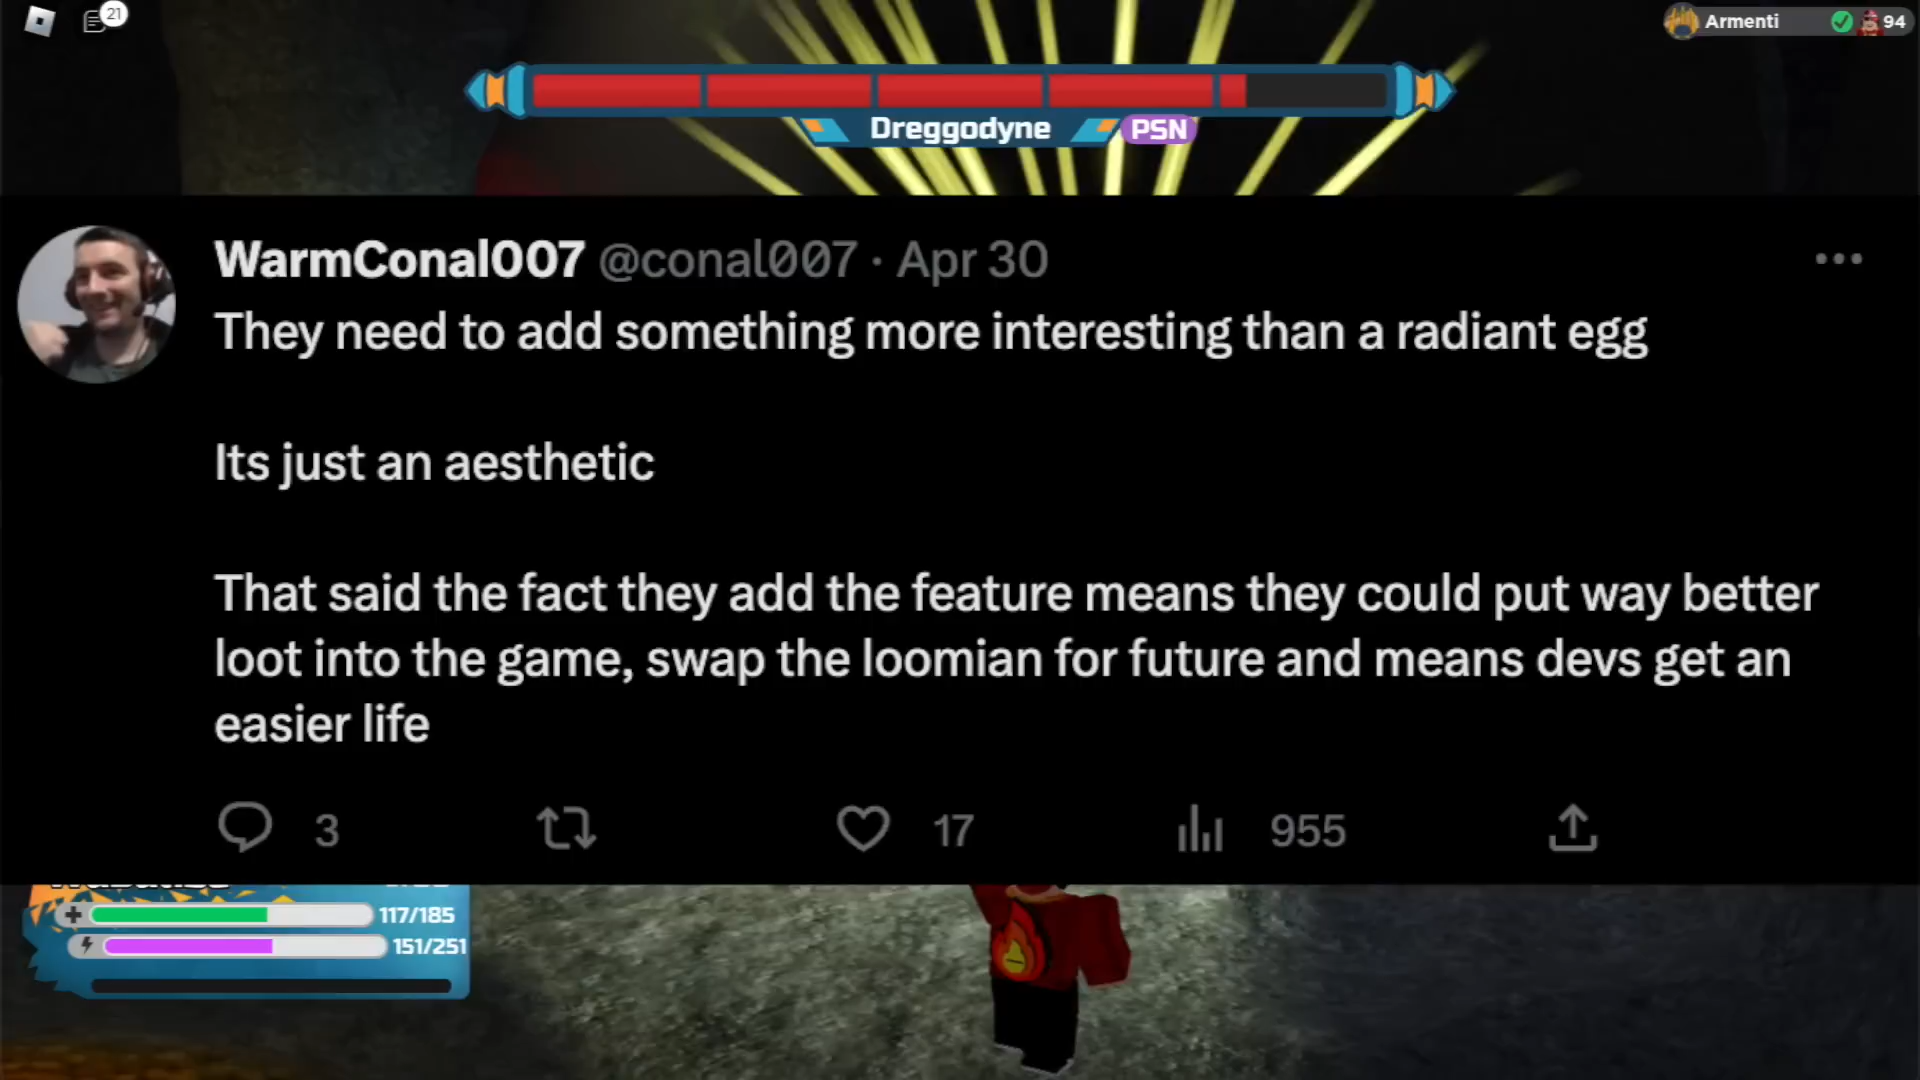 21
Armenti 94
Dreggodyne PSN
WarmConal007 @conal007 · Apr 30
They need to add something more interesting than a radiant egg
Its just an aesthetic
That said the fact they add the feature means they could put way better
loot into the game, swap the loomian for future and means devs get an
easier life
3 17 955
117/185
151/251